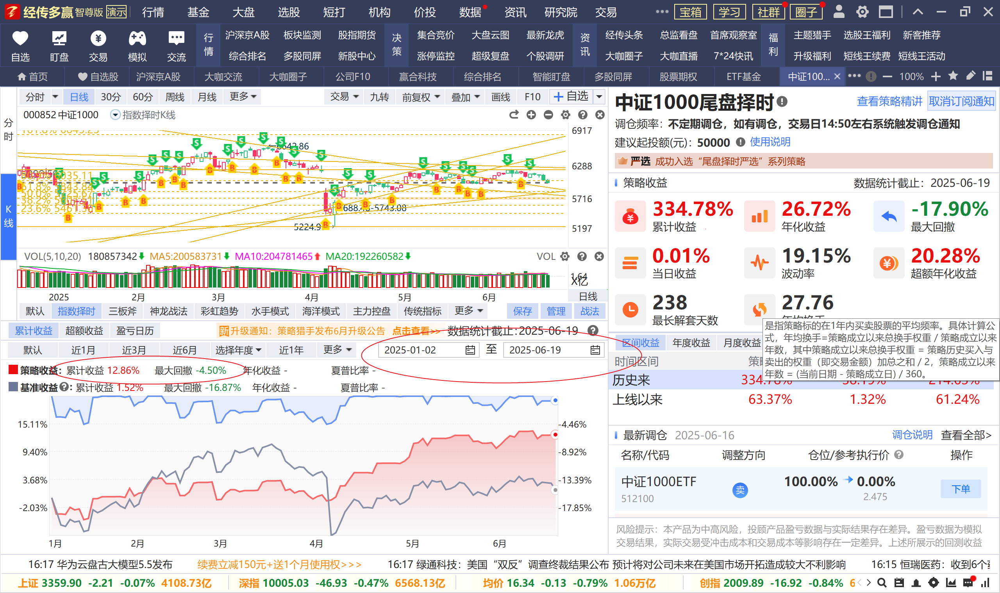 经传多赢 智尊版 演示 行情 基金 大盘 选股 短打 机构 价投 数据 资讯 研究院 交易 宝箱 学习 社群 圈子
自选 盯盘 交易 模拟 交流
行情 沪深京A股 板块监测 股指期货 决策 集合竞价 大盘云图 最新龙虎 资讯 经传头条 总监看盘 首席观察室 福利 主题猎手 选股王福利 新客推荐
综合排名 多股同屏 新股中心 涨停监控 超级复盘 个股调研 大咖圈子 大咖直播 7*24快讯 升级福利 短线王续费 短线王活动
首页 自选股 沪深京A股 大咖交流 大咖圈子 公司F10 赢合科技 综合排名 智能盯盘 多股同屏 股票期权 ETF基金 中证100... 100%
分时
K线
分时 日线 30分 60分 周线 月线 更多 交易 九转 前复权 叠加 画线 F10 自选
000852 中证1000 指数择时K线
6917
6288
5716
5197
6035.11
61.8% 5843.84
50.0% 5725.67
38.2% 5607.51
23.6%
-5743.08
VOL(5,10,20) 180857342 MA5:200583731 MA10:204781465 MA20:192260582 VOL
1.64
X亿
2025 2月 3月 4月 5月 6月 日线
默认 指数择时 三板斧 神龙战法 彩虹趋势 水手模式 海洋模式 主力控盘 传统指标 更多 保存 管理 战法
累计收益 超额收益 盈亏日历 新 升级通知：策略猎手发布6月升级公告 点击查看>> 数据统计截止:2025-06-19
默认 近1月 近3月 近6月 选择年度 近1年 更多 2025-01-02 至 2025-06-19
策略收益： 累计收益 12.86% 最大回撤 -4.50% 年化收益 - 夏普比率 -
基准收益： 累计收益 1.52% 最大回撤 -16.87% 年化收益 - 夏普比率 -
15.11% -4.46%
9.40% -8.92%
3.68% -13.39%
-2.03% -17.85%
1月 2月 3月 4月 5月 6月
中证1000尾盘择时 查看策略精讲 取消订阅通知
调仓频率：不定期调仓，如有调仓，交易日14:50左右系统触发调仓通知
建议起投额(元)：50000 使用说明
严选 成功入选“尾盘择时严选”系列策略
策略收益 数据统计截止：2025-06-19
334.78% 26.72% -17.90%
累计收益 年化收益 最大回撤
0.01% 19.15% 20.28%
当日收益 波动率 超额年化收益
238 27.76
最长解套天数 年均换手
是指策略标的在1年内买卖股票的平均频率。具体计算公
式，年均换手=策略成立以来总换手权重 / 策略成立以来
年数，其中策略成立以来总换手权重 = 策略历史买入与
卖出的权重（即交易金额）加总之和 / 2，策略成立以来
年数 = (当前日期 - 策略成立日) / 360。
区间收益 年度收益 月度收益
时间区间
历史来 334.78%
上线以来 63.37% 1.32% 61.24%
最新调仓 2025-06-16 调仓说明 查看全部>
名称/代码 调整方向 仓位/参考执行价 操作
中证1000ETF 卖 100.00% 0.00% 下单
512100 2.475
风险提示：本产品为中高风险，投顾产品盈亏数据与实际结果存在差异。盈亏数据为模拟
交易结果，实际交易受冲击成本和交易成本等影响存在一定差异。上述所展示的回测收益
16:17 华为云盘古大模型5.5发布 续费立减150元+送1个月使用权>>> 16:17 绿通科技：美国“双反”调查终裁结果公布 预计将对公司未来在美国市场开拓造成较大不利影响 16:15 恒瑞医药：收到6个
上证 3359.90 -2.21 -0.07% 4108.73亿 深指 10005.03 -46.93 -0.47% 6568.13亿 均价 16.34 -0.13 -0.79% 1.06万亿 创指 2009.89 -16.92 -0.84%